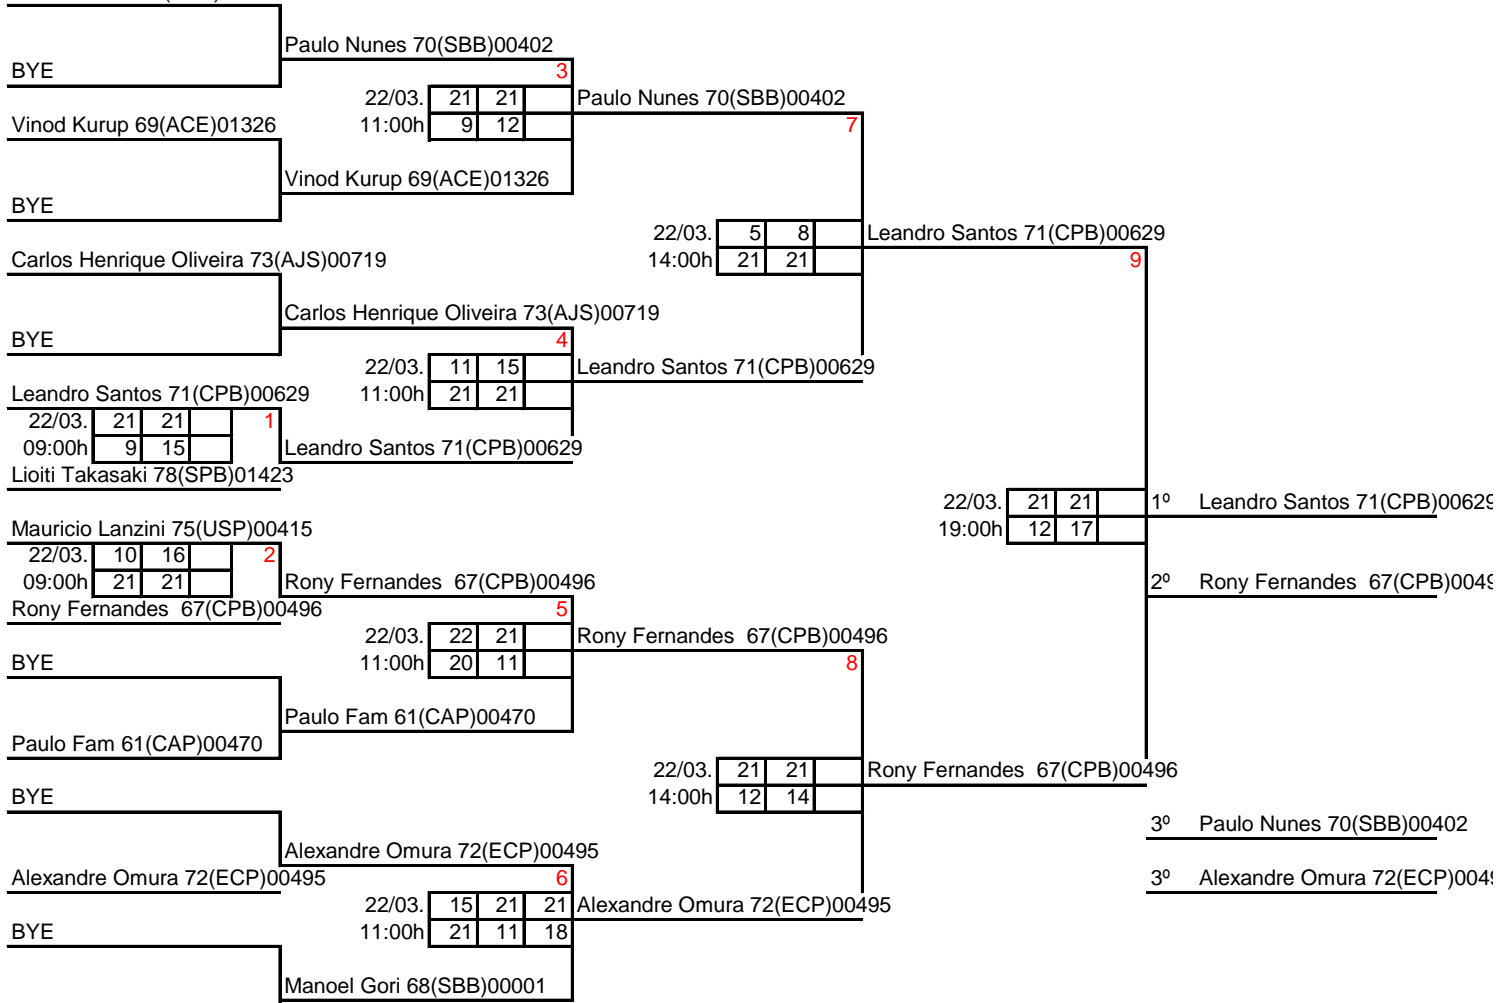 Paulo Nunes 70(SBB)00402
BYE
3
22/03. 21 21
Paulo Nunes 70(SBB)00402
Vinod Kurup 69(ACE)01326
11:00h 9 12
7
Vinod Kurup 69(ACE)01326
BYE
22/03. 5 8
Leandro Santos 71(CPB)00629
Carlos Henrique Oliveira 73(AJS)00719
14:00h 21 21
9
Carlos Henrique Oliveira 73(AJS)00719
BYE
4
22/03. 11 15
Leandro Santos 71(CPB)00629
Leandro Santos 71(CPB)00629
11:00h 21 21
22/03. 21 21 1
09:00h 9 15
Leandro Santos 71(CPB)00629
Lioiti Takasaki 78(SPB)01423
22/03. 21 21
1º Leandro Santos 71(CPB)00629
Mauricio Lanzini 75(USP)00415
19:00h 12 17
22/03. 10 16 2
09:00h 21 21
Rony Fernandes 67(CPB)00496
2º Rony Fernandes 67(CPB)0049
Rony Fernandes 67(CPB)00496
5
22/03. 22 21
Rony Fernandes 67(CPB)00496
BYE
11:00h 20 11
8
Paulo Fam 61(CAP)00470
Paulo Fam 61(CAP)00470
22/03. 21 21
Rony Fernandes 67(CPB)00496
BYE
14:00h 12 14
3º Paulo Nunes 70(SBB)00402
Alexandre Omura 72(ECP)00495
Alexandre Omura 72(ECP)00495
6
3º Alexandre Omura 72(ECP)0049
22/03. 15 21 21
Alexandre Omura 72(ECP)00495
BYE
11:00h 21 11 18
Manoel Gori 68(SBB)00001